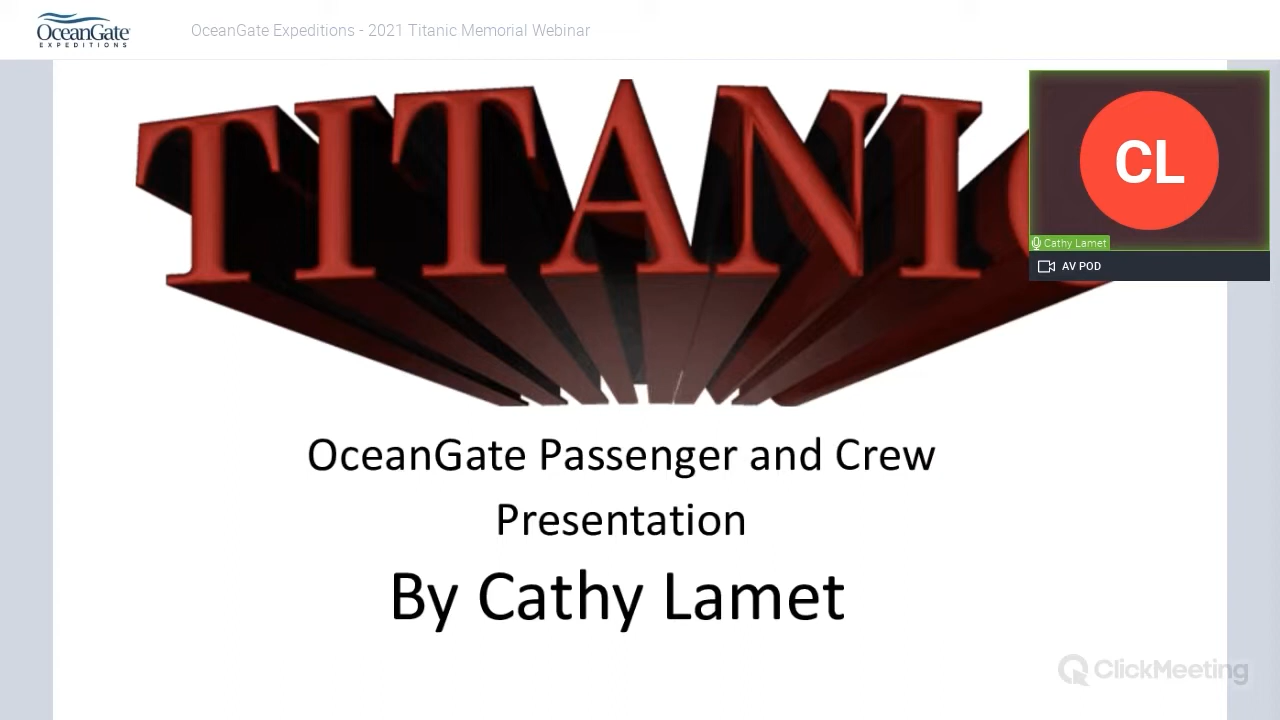 OceanGate
EXPEDITIONS
OceanGate Expeditions - 2021 Titanic Memorial Webinar
TITANIC
CL
Cathy Lamet
AV POD
OceanGate Passenger and Crew
Presentation
By Cathy Lamet
ClickMeeting